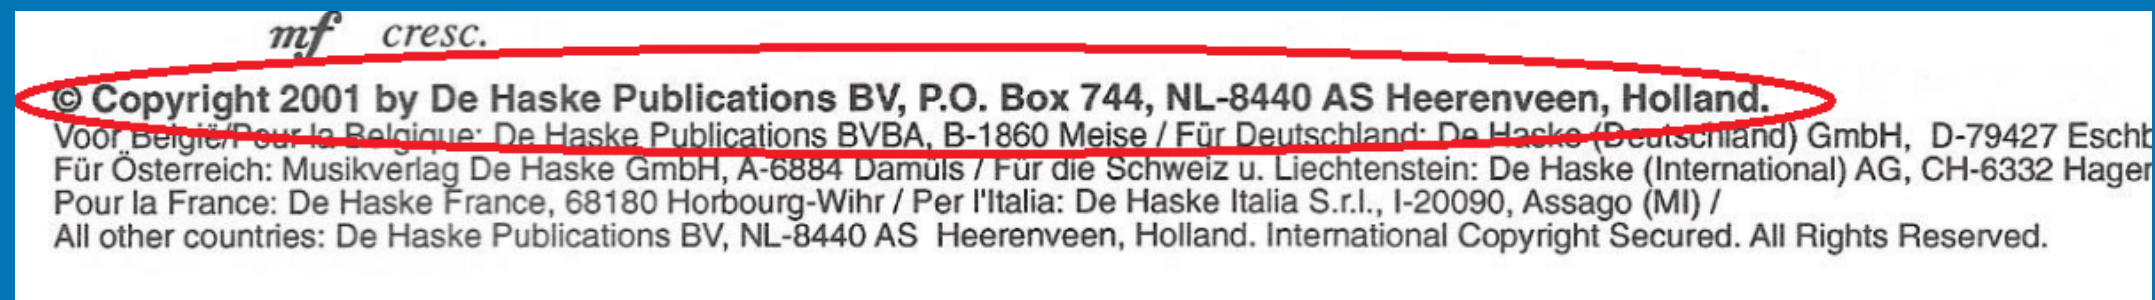 mf cresc.
© Copyright 2001 by De Haske Publications BV, P.O. Box 744, NL-8440 AS Heerenveen, Holland.
Voor België/Pour la Belgique: De Haske Publications BVBA, B-1860 Meise / Für Deutschland: De Haske (Deutschland) GmbH, D-79427 Eschb
Für Österreich: Musikverlag De Haske GmbH, A-6884 Damüls / Für die Schweiz u. Liechtenstein: De Haske (International) AG, CH-6332 Hagen
Pour la France: De Haske France, 68180 Horbourg-Wihr / Per l'Italia: De Haske Italia S.r.l., I-20090, Assago (MI) /
All other countries: De Haske Publications BV, NL-8440 AS Heerenveen, Holland. International Copyright Secured. All Rights Reserved.